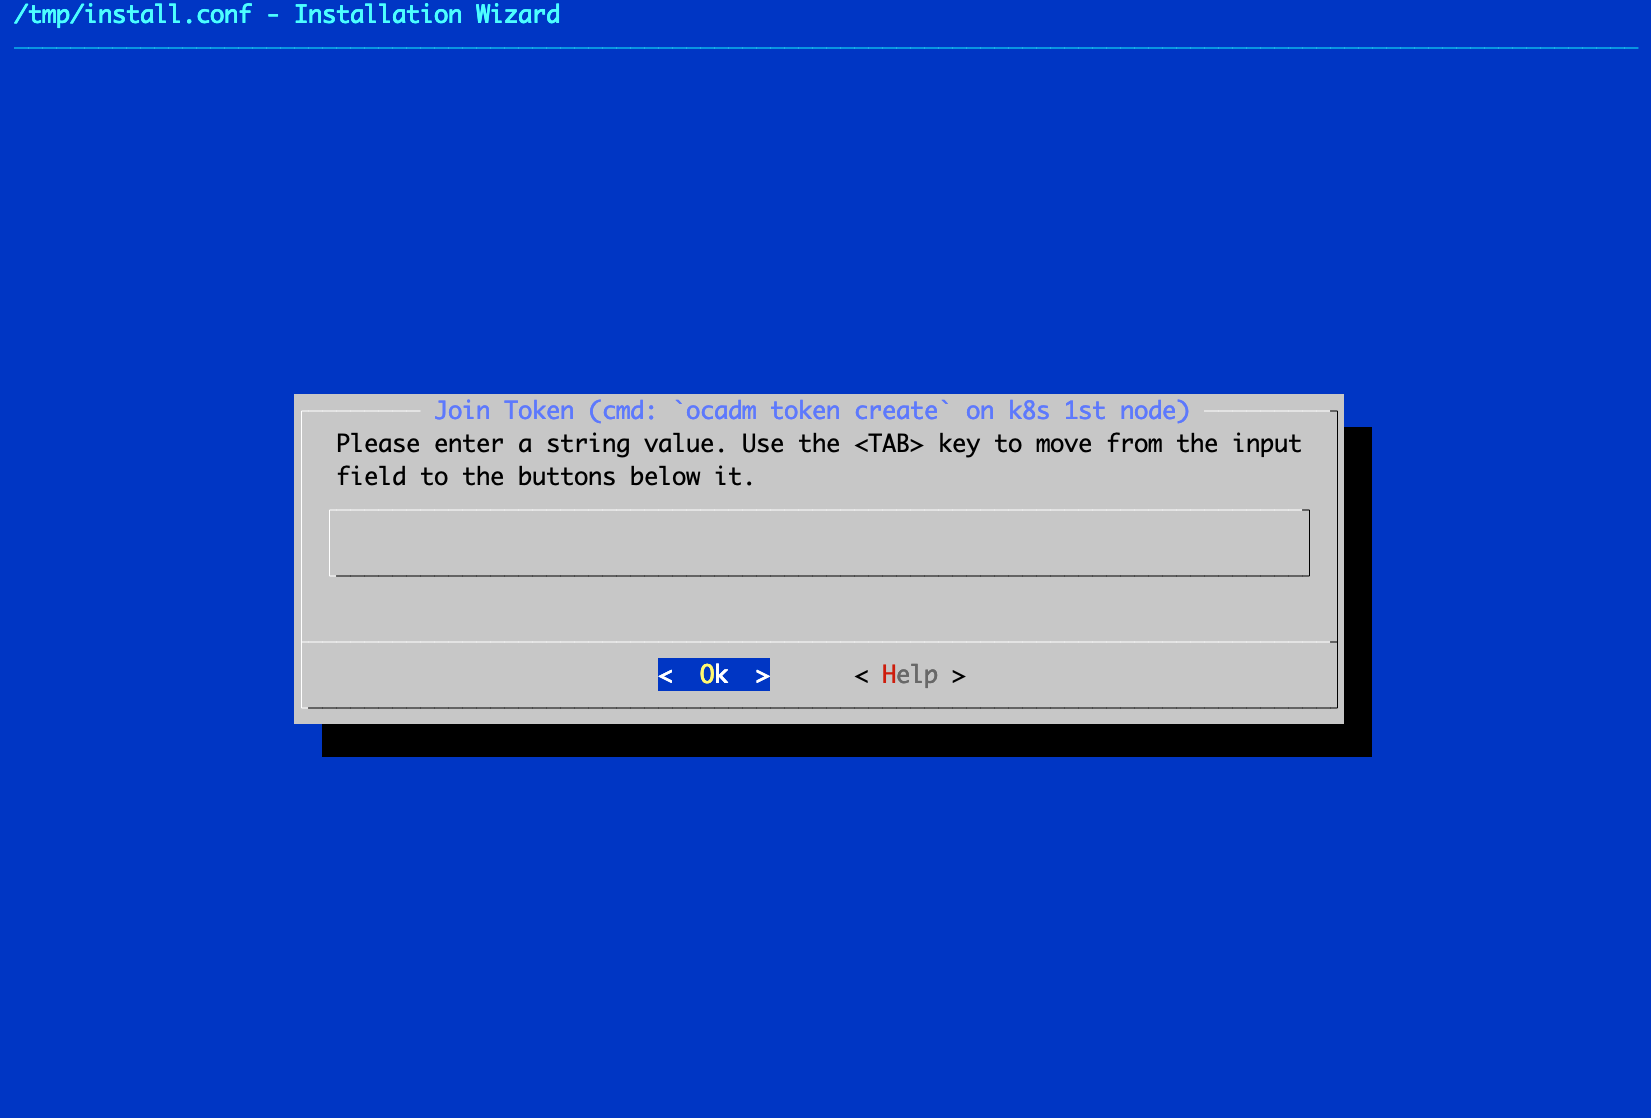 /tmp/install.conf - Installation Wizard
Join Token (cmd: `ocadm token create` on k8s 1st node)
Please enter a string value. Use the <TAB> key to move from the input
field to the buttons below it.
< Ok > < Help >